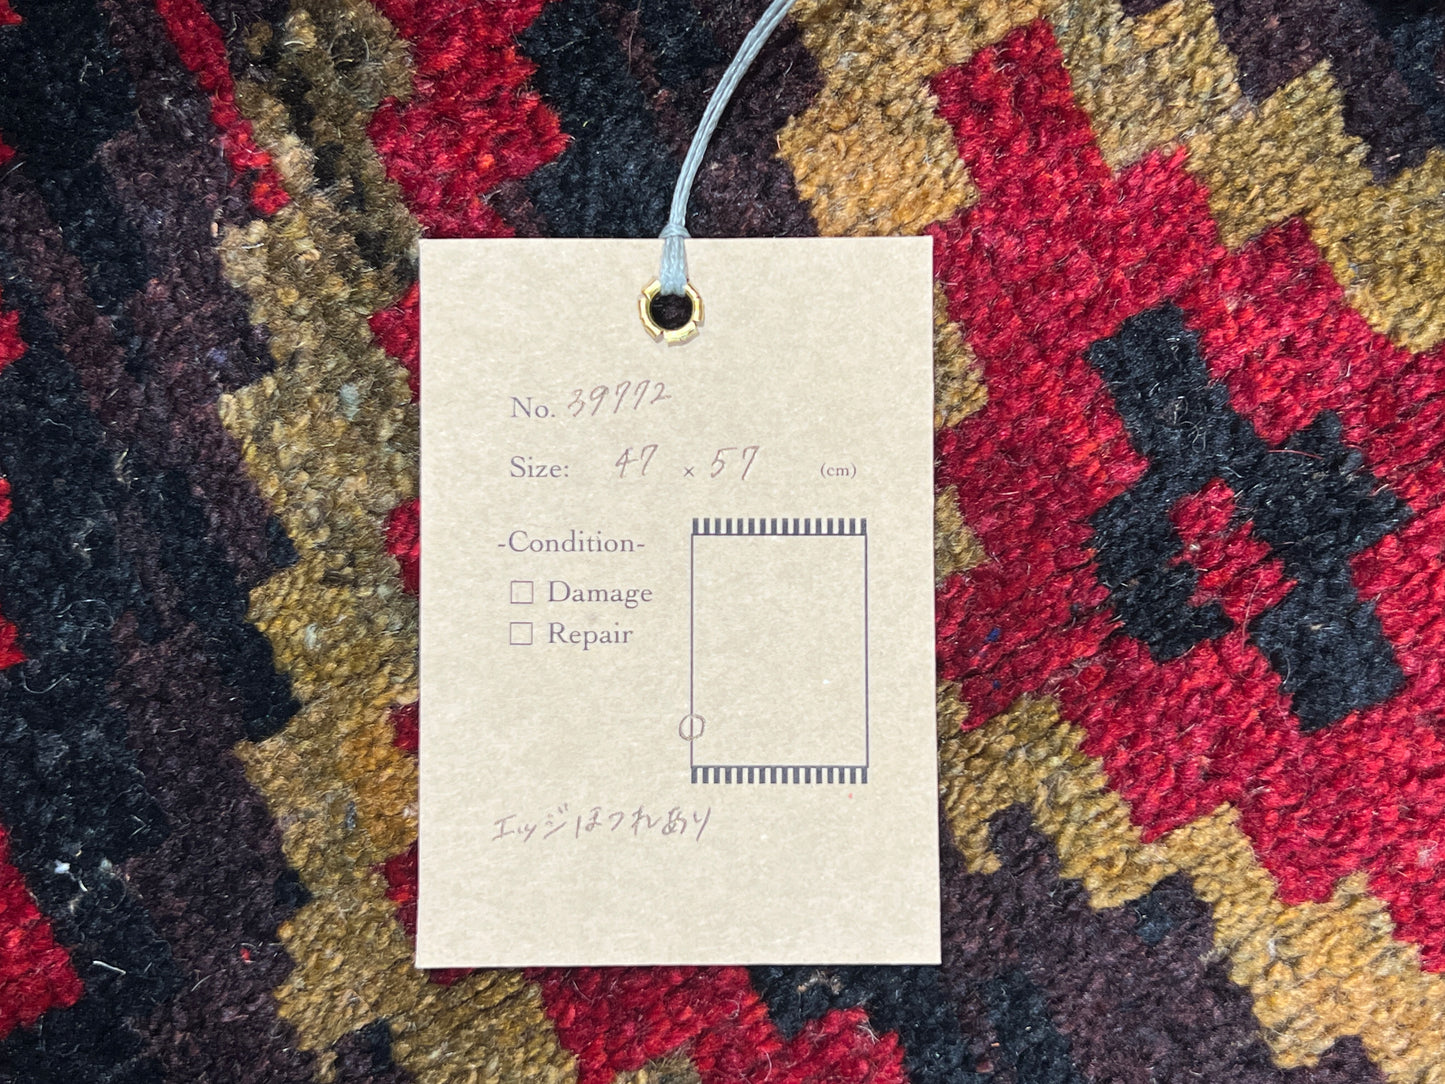 No. 39772
Size: 47 × 57 (cm)
-Condition-
□ Damage
□ Repair
エッジほつれあり